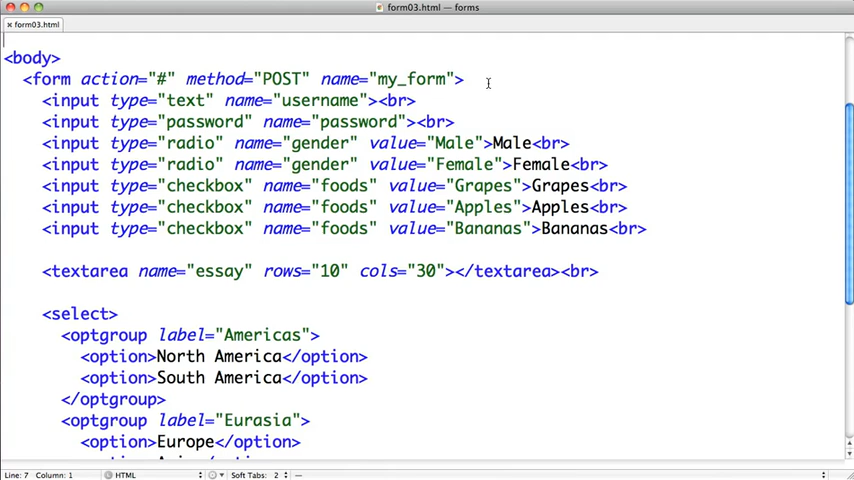 form03.html — forms
× form03.html
<body>
<form action="#" method="POST" name="my_form">
<input type="text" name="username"><br>
<input type="password" name="password"><br>
<input type="radio" name="gender" value="Male">Male<br>
<input type="radio" name="gender" value="Female">Female<br>
<input type="checkbox" name="foods" value="Grapes">Grapes<br>
<input type="checkbox" name="foods" value="Apples">Apples<br>
<input type="checkbox" name="foods" value="Bananas">Bananas<br>
<textarea name="essay" rows="10" cols="30"></textarea><br>
<select>
<optgroup label="Americas">
<option>North America</option>
<option>South America</option>
</optgroup>
<optgroup label="Eurasia">
<option>Europe</option>
Line: 7 Column: 1 HTML Soft Tabs: 2 —